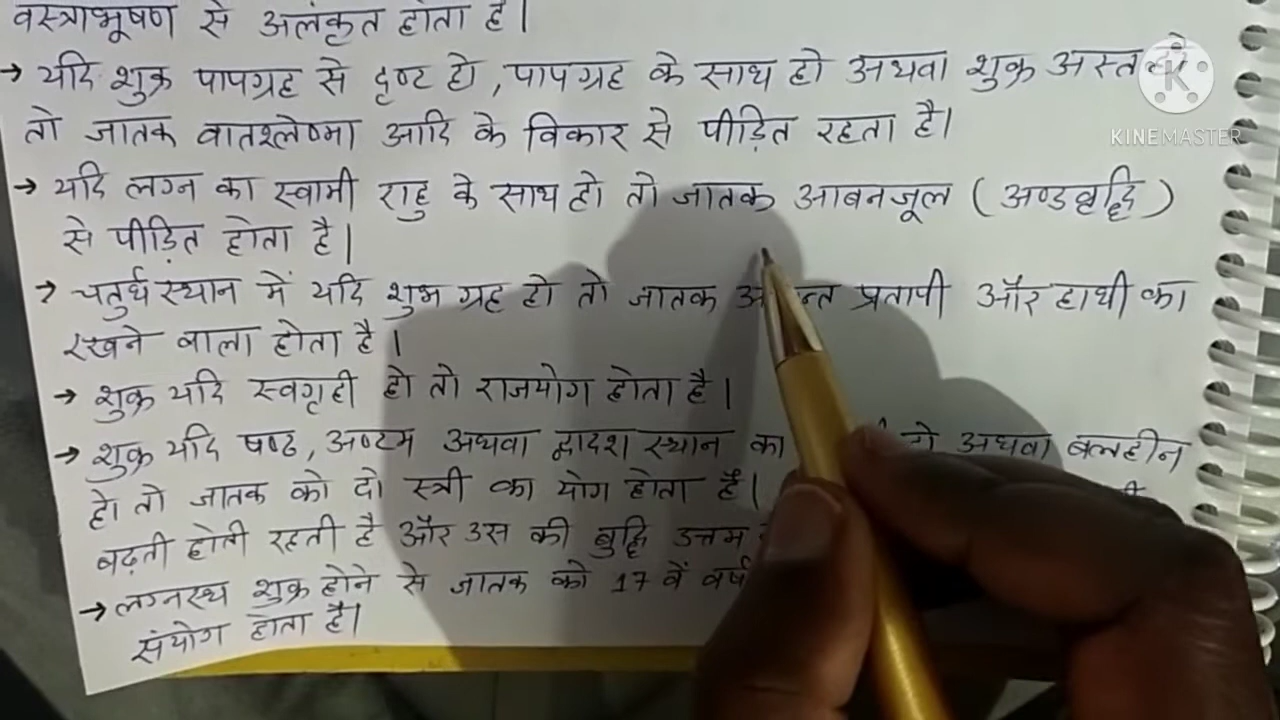 वस्त्राभूषण से अलंकृत होता है।
→ यदि शुक्र पापग्रह से दृष्ट हो, पापग्रह के साथ हो अथवा शुक्र अस्त हो
तो जातक वातश्लेष्मा आदि के विकार से पीड़ित रहता है।
→ यदि लग्न का स्वामी राहु के साथ हो तो जातक आबनजूल (अण्डवृद्धि)
से पीड़ित होता है।
→ चतुर्थ स्थान में यदि शुभ ग्रह हो तो जातक प्रतापी और हाथी का
रखने वाला होता है।
→ शुक्र यदि स्वगृही हो तो राजयोग होता है।
→ शुक्र यदि षष्ठ, अष्टम अथवा द्वादश स्थान का हो अथवा बलहीन
हो तो जातक को दो स्त्री का योग होता है।
बढ़ती होती रहती है और उस की बुद्धि उत्तम
→ लग्नस्थ शुक्र होने से जातक को 17 वें वर्ष
संयोग होता है।
KINEMASTER